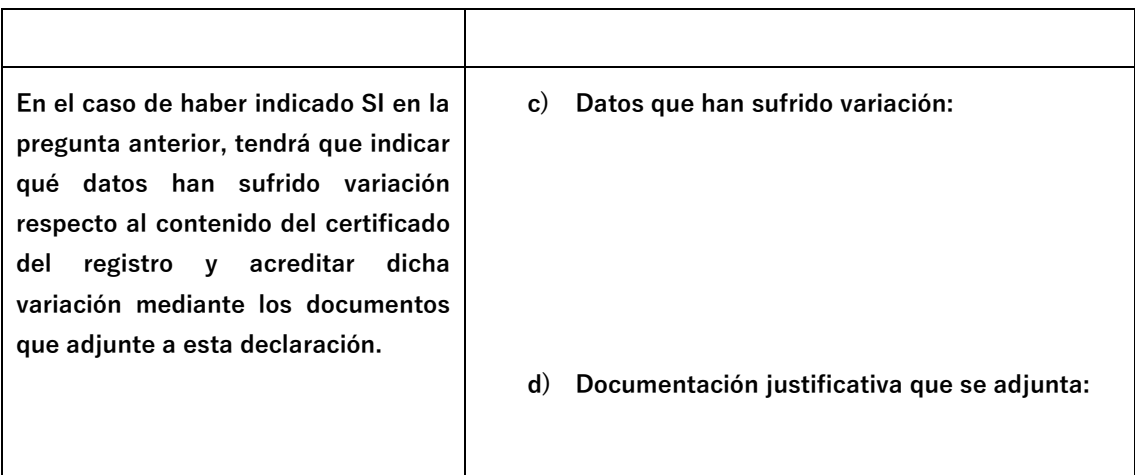 En el caso de haber indicado SI en la
pregunta anterior, tendrá que indicar
qué datos han sufrido variación
respecto al contenido del certificado
del registro y acreditar dicha
variación mediante los documentos
que adjunte a esta declaración.
c) Datos que han sufrido variación:
d) Documentación justificativa que se adjunta: